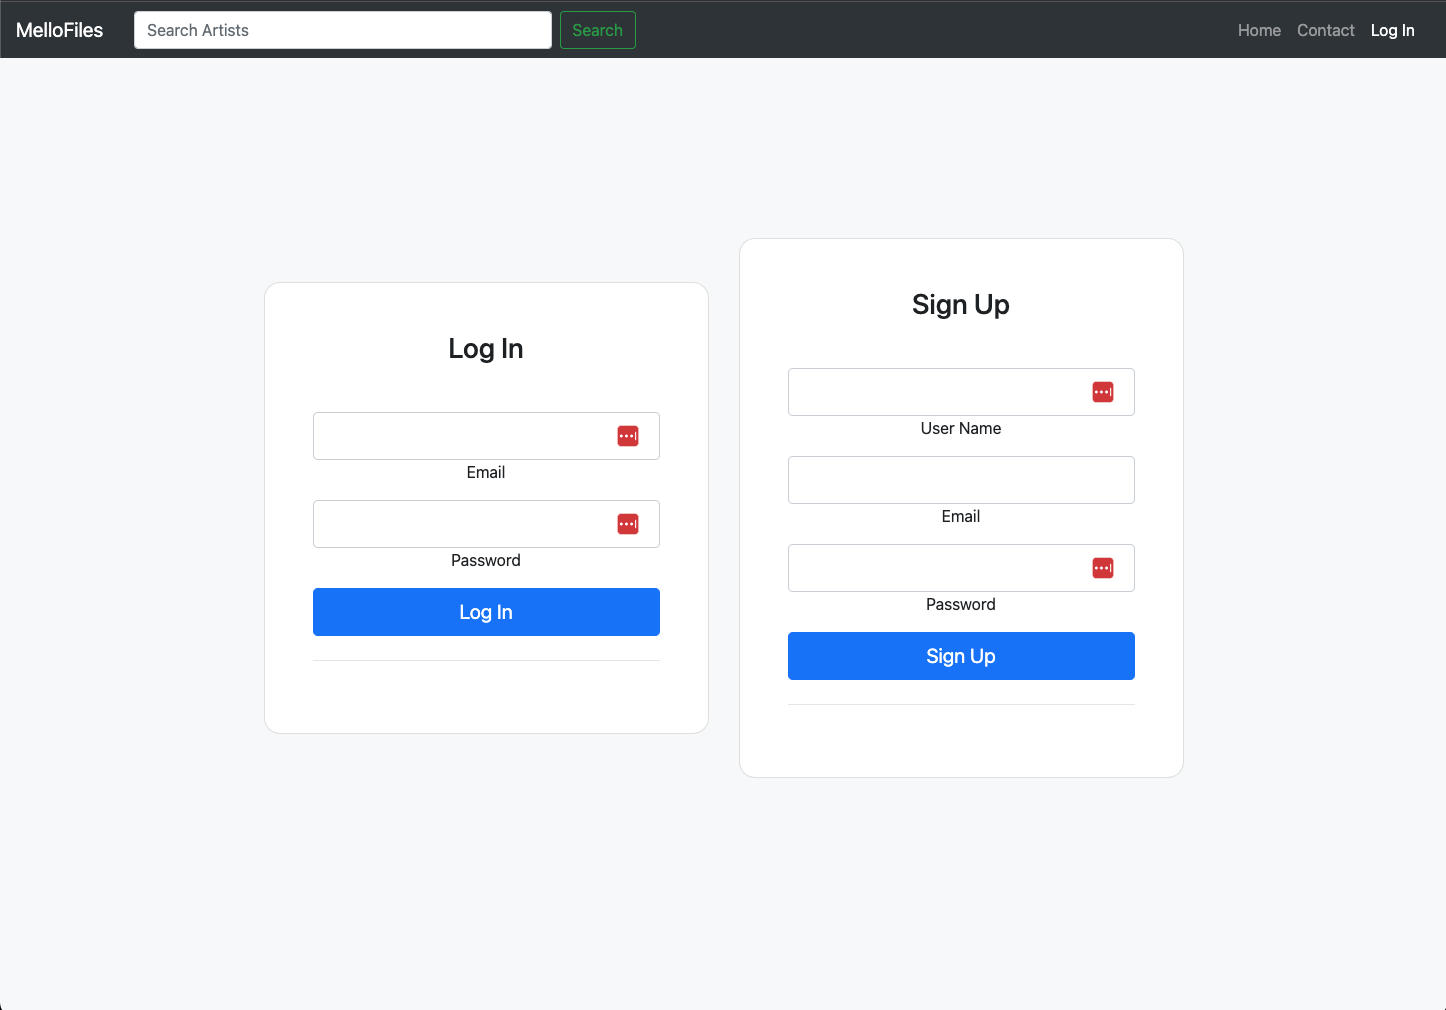 MelloFiles
Search Artists
Search
Home
Contact
Log In
Log In
Email
Password
Log In
Sign Up
User Name
Email
Password
Sign Up